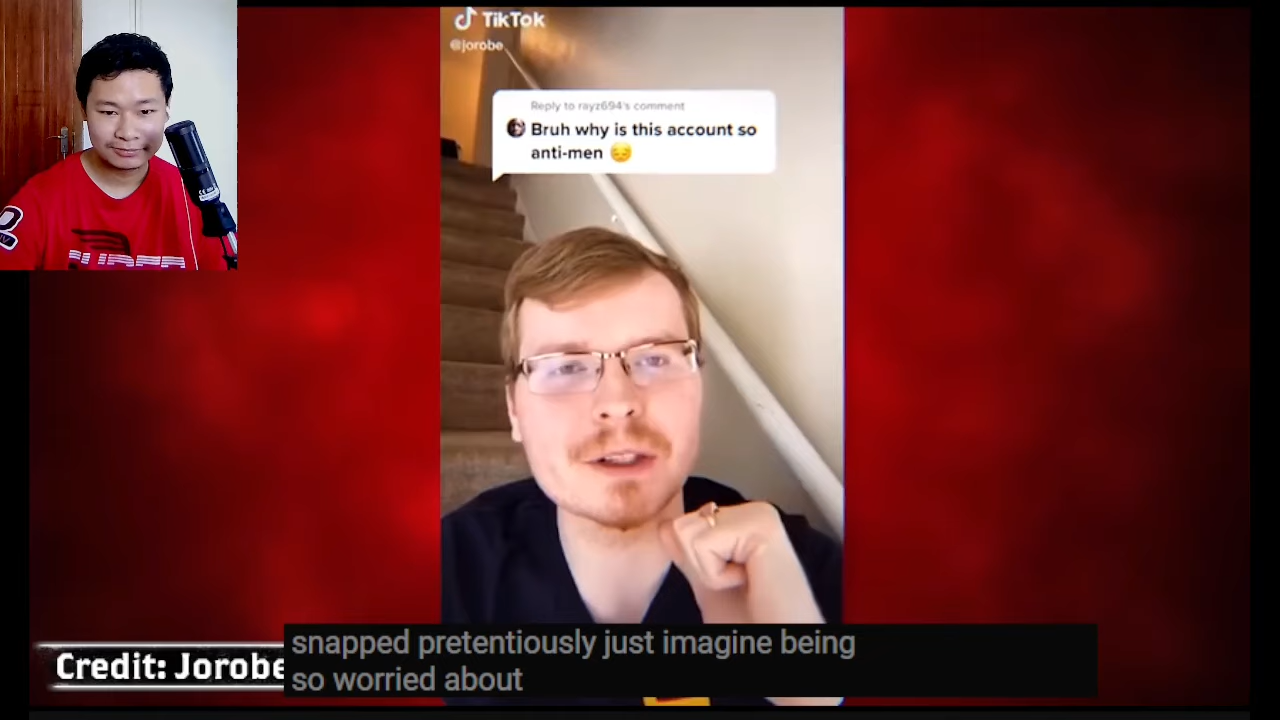 TikTok
@jorobe
Reply to rayz694's comment
Bruh why is this account so
anti-men 😔
snapped pretentiously just imagine being
so worried about
Credit: Jorobe